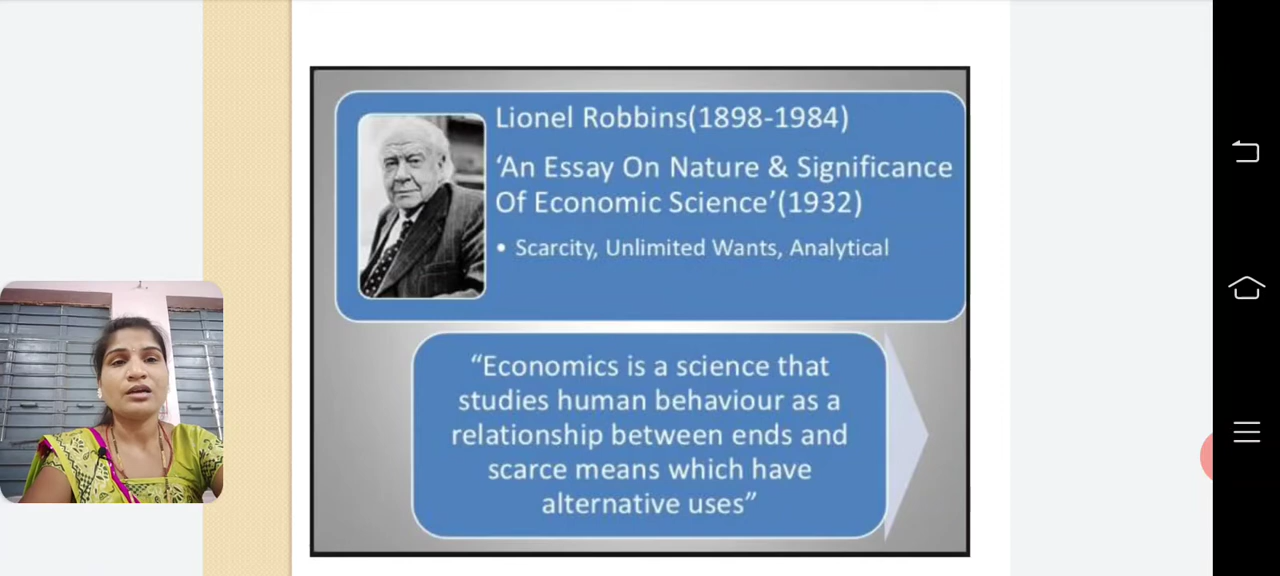 Lionel Robbins(1898-1984)
‘An Essay On Nature & Significance
Of Economic Science’(1932)
• Scarcity, Unlimited Wants, Analytical
“Economics is a science that
studies human behaviour as a
relationship between ends and
scarce means which have
alternative uses”